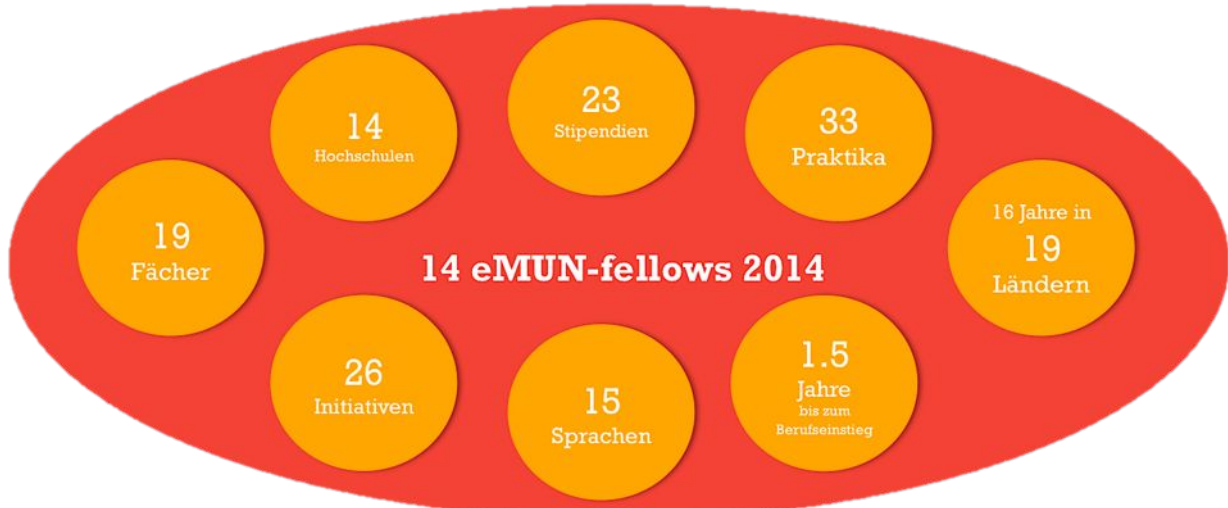 23
Stipendien
14
Hochschulen
33
Praktika
16 Jahre in
19
Ländern
19
Fächer
14 eMUN-fellows 2014
26
Initiativen
15
Sprachen
1.5
Jahre
bis zum
Berufseinstieg